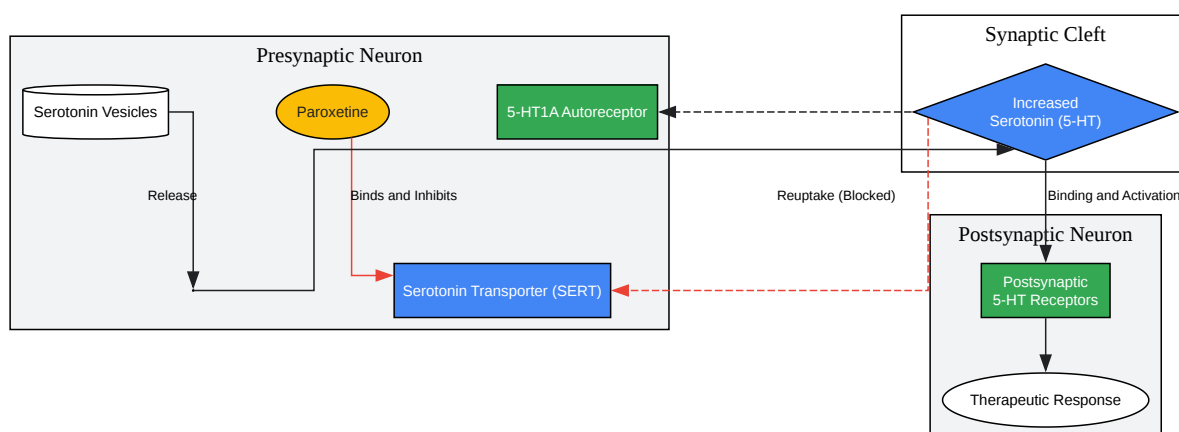 Synaptic Cleft
Presynaptic Neuron
Serotonin Vesicles
Paroxetine
5-HT1A Autoreceptor
Increased
Serotonin (5-HT)
Release
Binds and Inhibits
Reuptake (Blocked)
Binding and Activation
Postsynaptic Neuron
Serotonin Transporter (SERT)
Postsynaptic
5-HT Receptors
Therapeutic Response